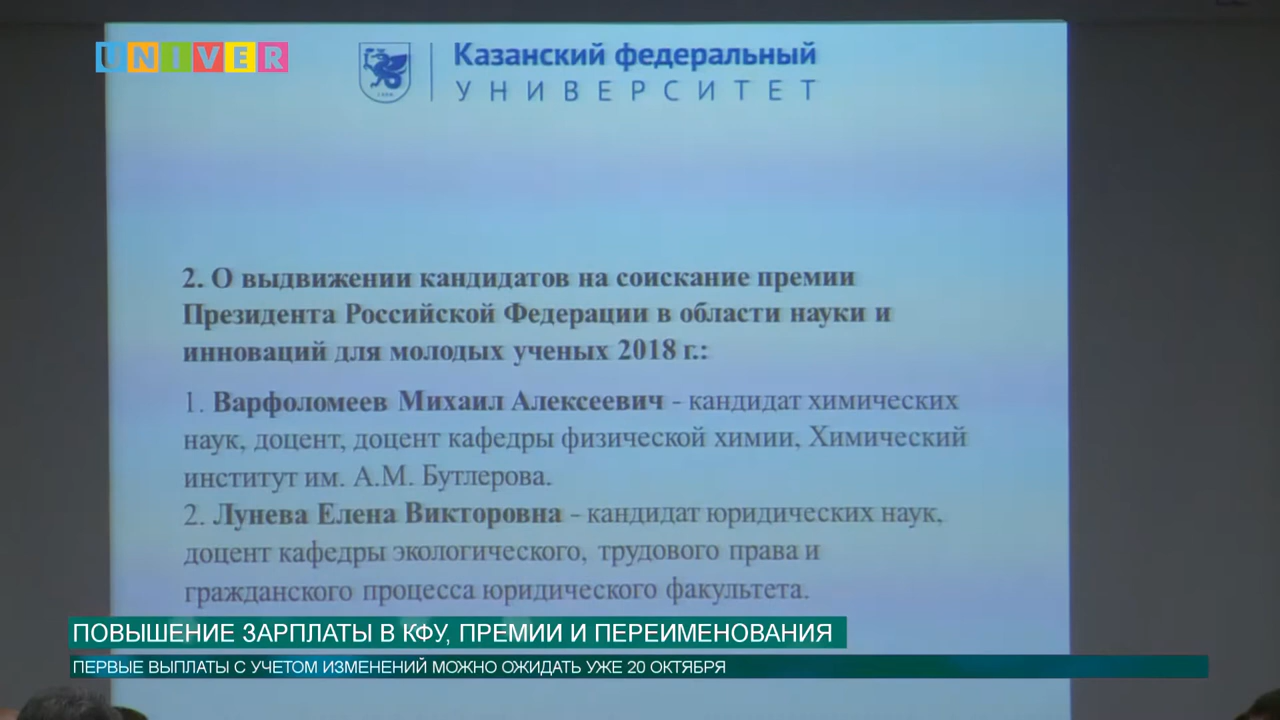 UNIVER
Казанский федеральный
УНИВЕРСИТЕТ
2. О выдвижении кандидатов на соискание премии
Президента Российской Федерации в области науки и
инноваций для молодых ученых 2018 г.:
1. Варфоломеев Михаил Алексеевич - кандидат химических
наук, доцент, доцент кафедры физической химии, Химический
институт им. А.М. Бутлерова.
2. Лунева Елена Викторовна - кандидат юридических наук,
доцент кафедры экологического, трудового права и
гражданского процесса юридического факультета.
ПОВЫШЕНИЕ ЗАРПЛАТЫ В КФУ, ПРЕМИИ И ПЕРЕИМЕНОВАНИЯ
ПЕРВЫЕ ВЫПЛАТЫ С УЧЕТОМ ИЗМЕНЕНИЙ МОЖНО ОЖИДАТЬ УЖЕ 20 ОКТЯБРЯ